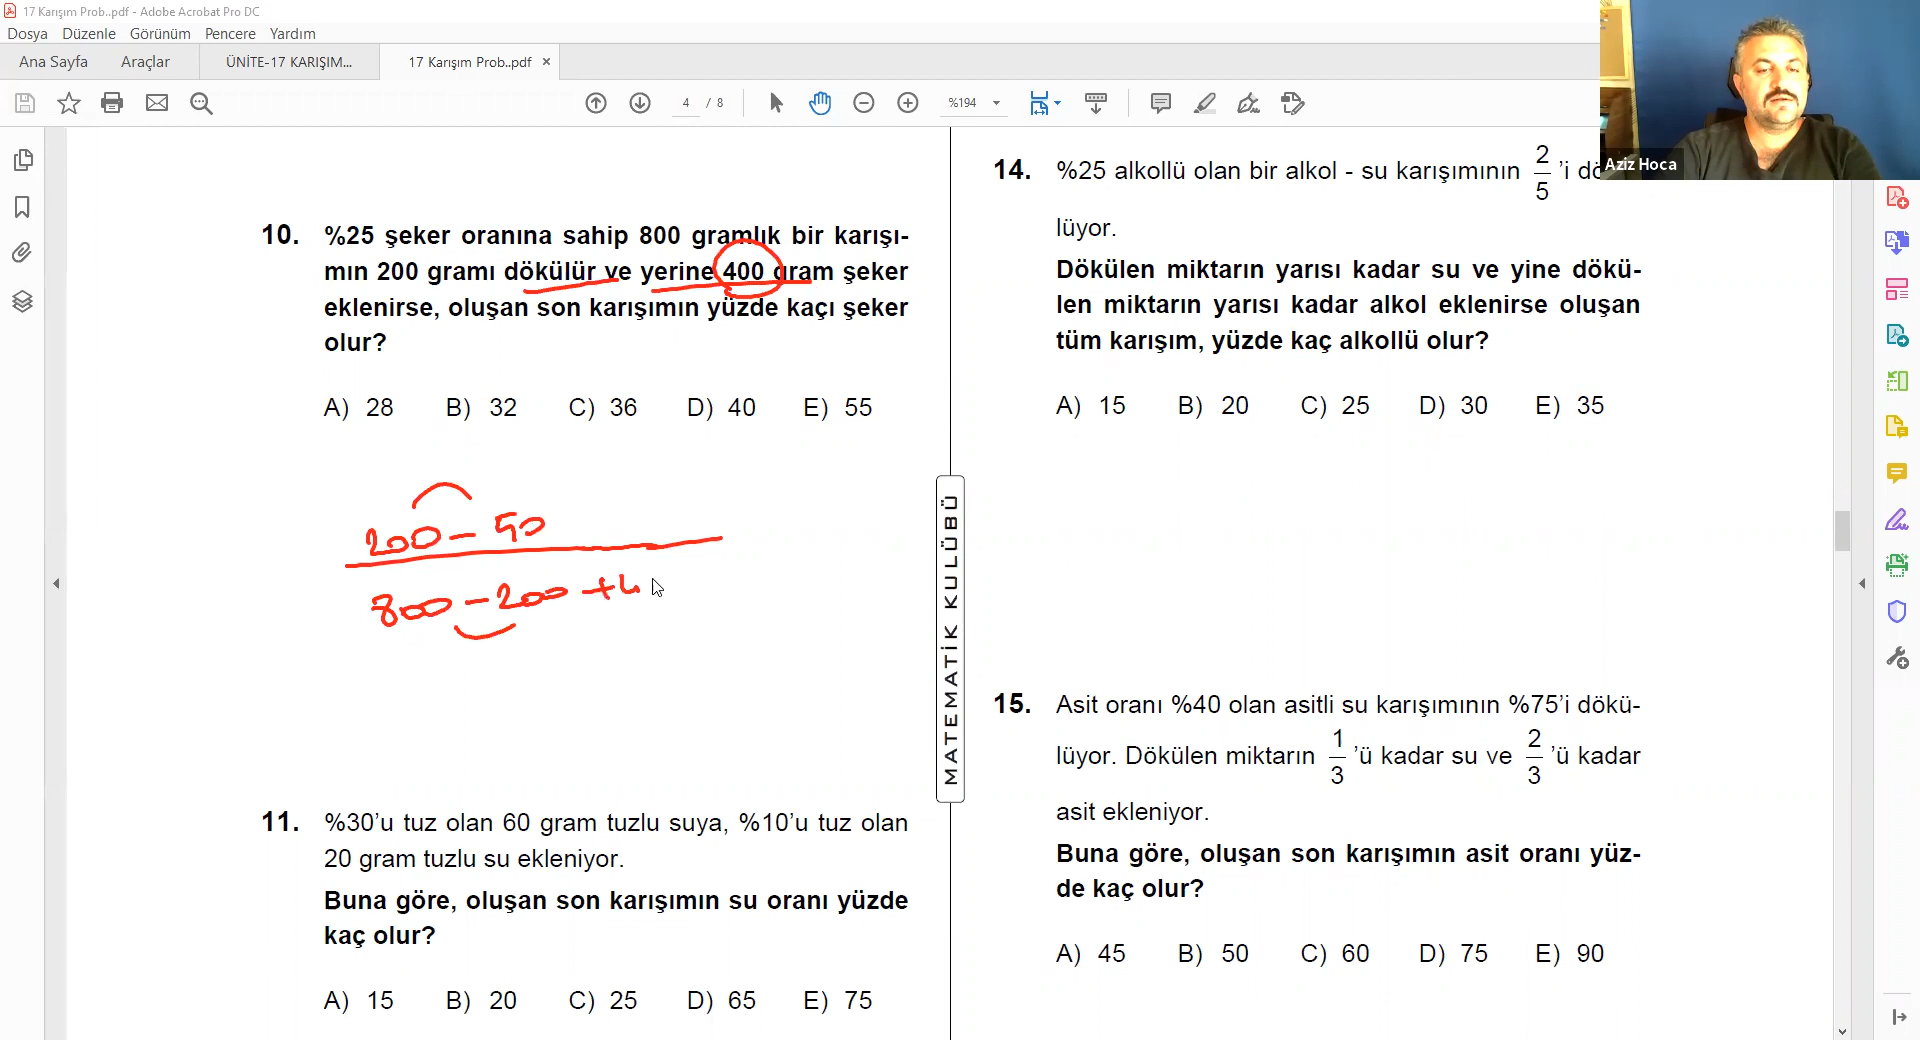 17 Karışım Prob..pdf - Adobe Acrobat Pro DC
Dosya Düzenle Görünüm Pencere Yardım
Ana Sayfa Araçlar ÜNİTE-17 KARIŞIM... 17 Karışım Prob..pdf ×
4 / 8 %194
Aziz Hoca
10. %25 şeker oranına sahip 800 gramlık bir karışı-
mın 200 gramı dökülür ve yerine 400 gram şeker
eklenirse, oluşan son karışımın yüzde kaçı şeker
olur?
A) 28 B) 32 C) 36 D) 40 E) 55
200 - 50
800 - 200 + 4
11. %30'u tuz olan 60 gram tuzlu suya, %10'u tuz olan
20 gram tuzlu su ekleniyor.
Buna göre, oluşan son karışımın su oranı yüzde
kaç olur?
A) 15 B) 20 C) 25 D) 65 E) 75
MATEMATİK KULÜBÜ
14. %25 alkollü olan bir alkol - su karışımının 2/5 'i dö
lüyor.
Dökülen miktarın yarısı kadar su ve yine dökü-
len miktarın yarısı kadar alkol eklenirse oluşan
tüm karışım, yüzde kaç alkollü olur?
A) 15 B) 20 C) 25 D) 30 E) 35
15. Asit oranı %40 olan asitli su karışımının %75'i dökü-
lüyor. Dökülen miktarın 1/3 'ü kadar su ve 2/3 'ü kadar
asit ekleniyor.
Buna göre, oluşan son karışımın asit oranı yüz-
de kaç olur?
A) 45 B) 50 C) 60 D) 75 E) 90